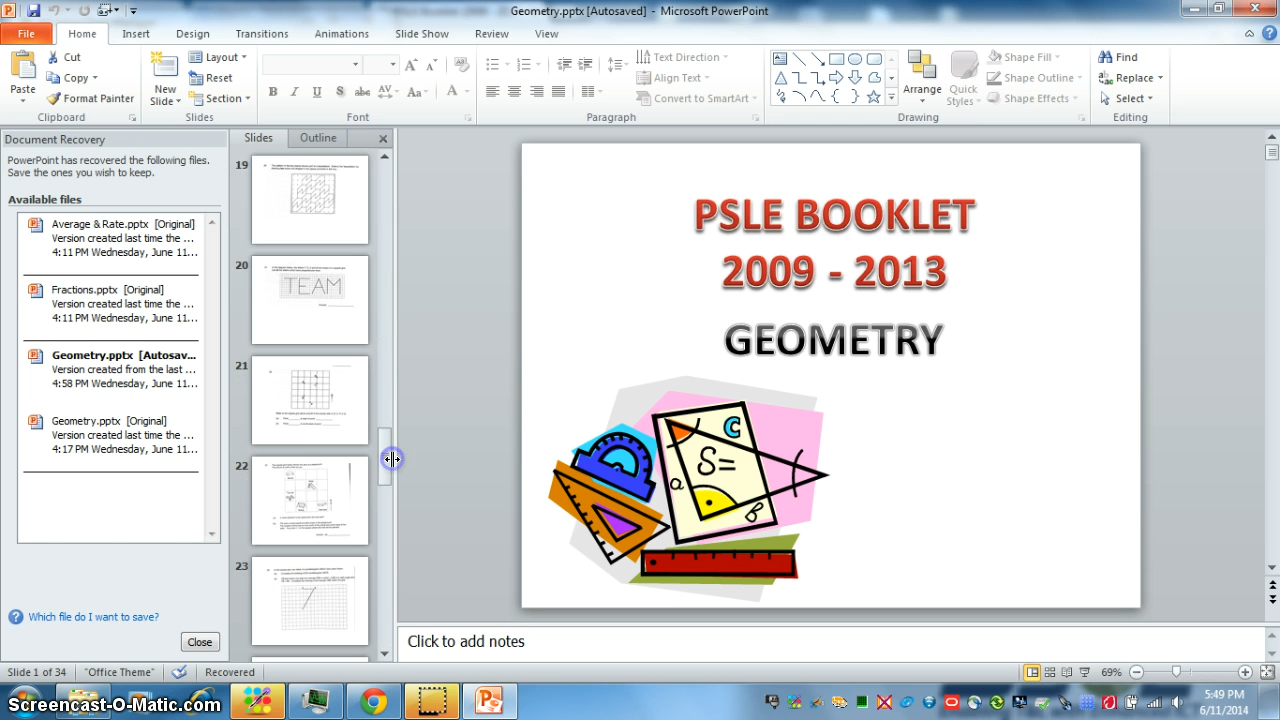 Geometry.pptx [Autosaved] - Microsoft PowerPoint
File Home Insert Design Transitions Animations Slide Show Review View
Paste
Cut
Copy
Format Painter
Clipboard
New Slide
Layout
Reset
Section
Slides
B I U S abc AV Aa A
Font
Text Direction
Align Text
Convert to SmartArt
Paragraph
Arrange
Quick Styles
Shape Fill
Shape Outline
Shape Effects
Drawing
Find
Replace
Select
Editing
Document Recovery
PowerPoint has recovered the following files.
Save the ones you wish to keep.
Available files
Average & Rate.pptx [Original]
Version created last time the ...
4:11 PM Wednesday, June 11...
Fractions.pptx [Original]
Version created last time the ...
4:11 PM Wednesday, June 11...
Geometry.pptx [Autosav...
Version created from the last ...
4:58 PM Wednesday, June 11...
Geometry.pptx [Original]
Version created last time the ...
4:17 PM Wednesday, June 11...
Which file do I want to save?
Close
Slides Outline
19
20
TEAM
21
22
23
PSLE BOOKLET
2009 - 2013
GEOMETRY
C
S=
a
b
Click to add notes
Slide 1 of 34 "Office Theme" Recovered
69%
Screencast-O-Matic.com
5:49 PM
6/11/2014